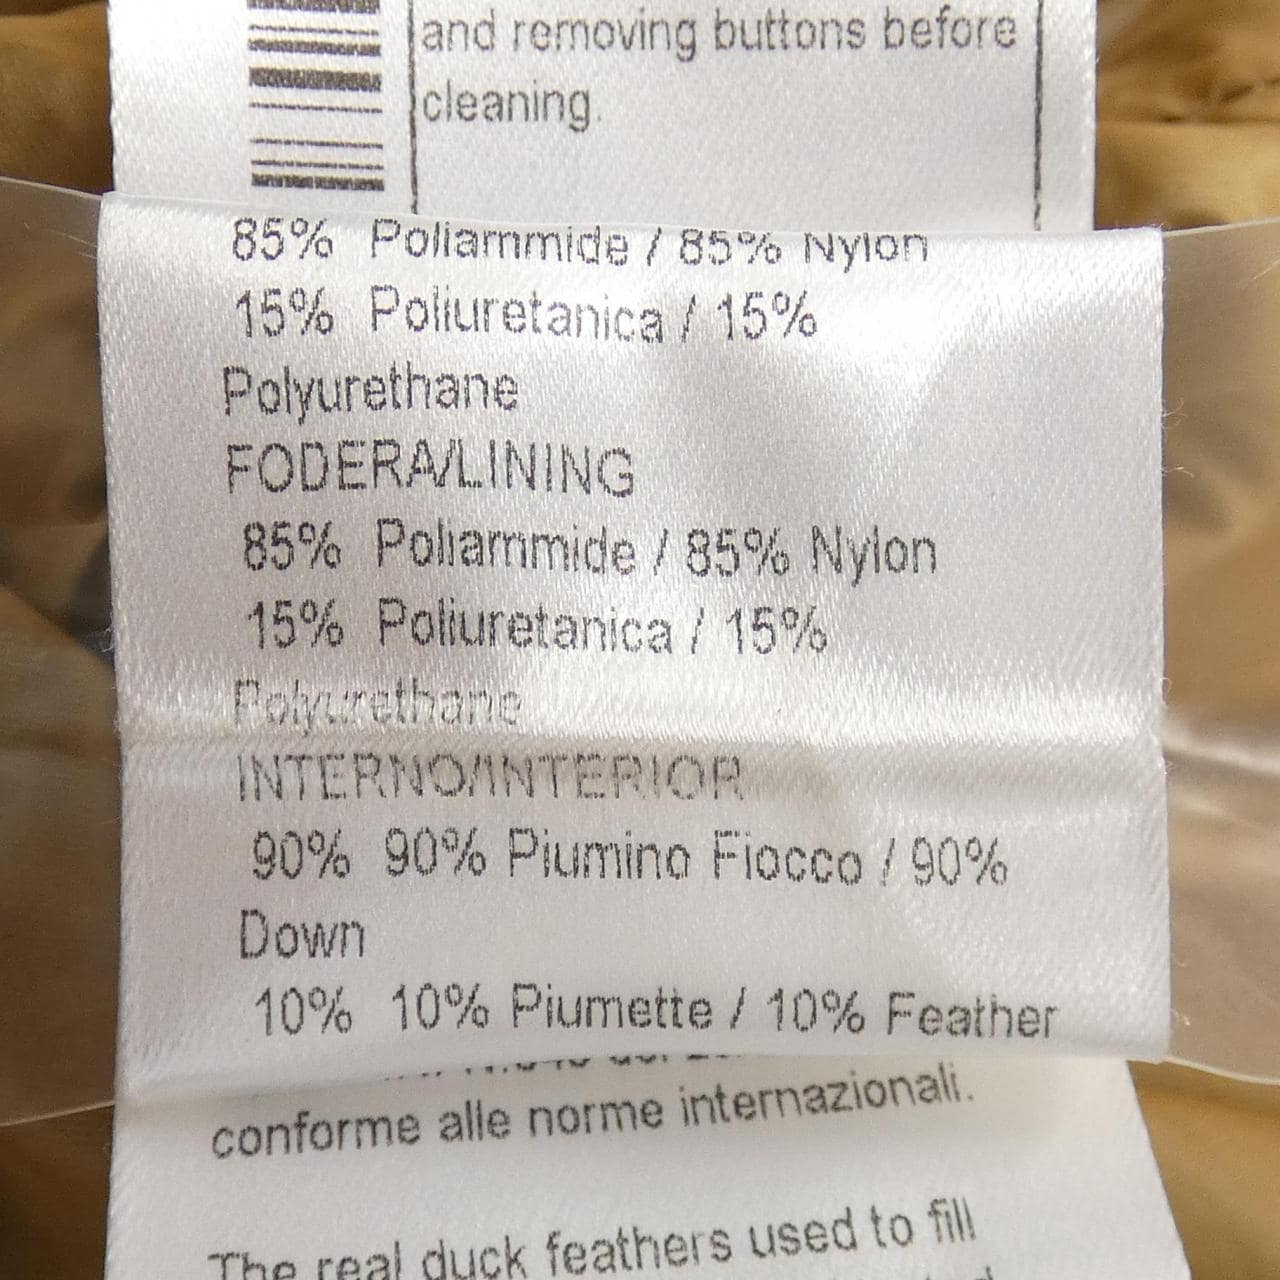 and removing buttons before
cleaning.
85% Poliammide / 85% Nylon
15% Poliuretanica / 15%
Polyurethane
FODERA/LINING
85% Poliammide / 85% Nylon
15% Poliuretanica / 15%
Polyurethane
INTERNO/INTERIOR
90% 90% Piumino Fiocco / 90%
Down
10% 10% Piumette / 10% Feather
conforme alle norme internazionali.
The real duck feathers used to fill